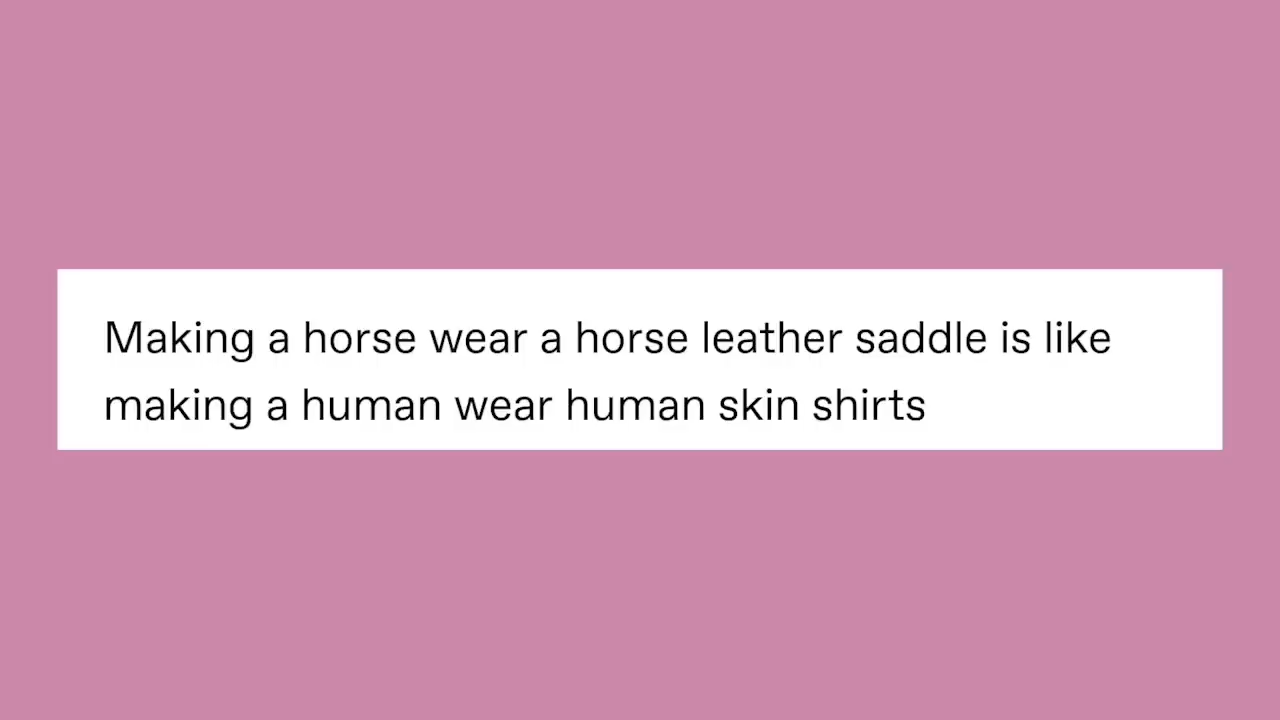 Making a horse wear a horse leather saddle is like
making a human wear human skin shirts